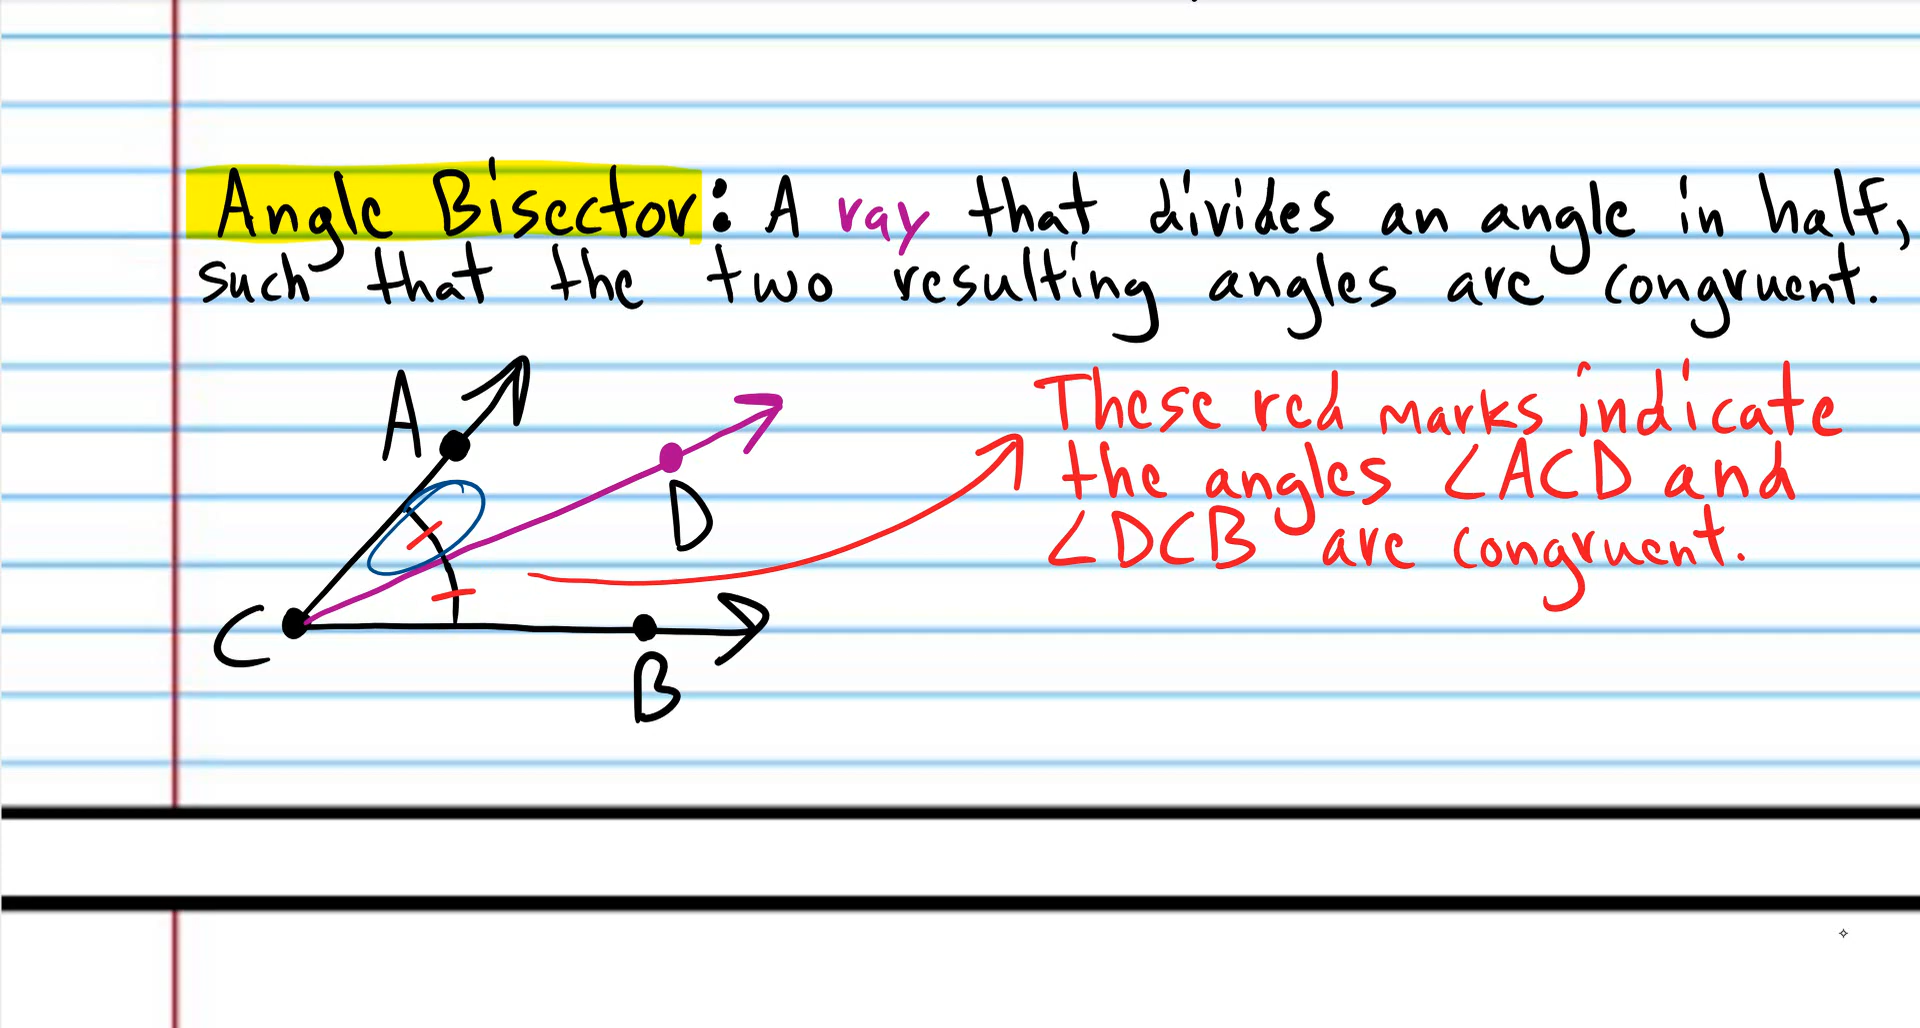 Angle Bisector: A ray that divides an angle in half,
such that the two resulting angles are congruent.
A
D
C
B
These red marks indicate
the angles ∠ACD and
∠DCB are congruent.